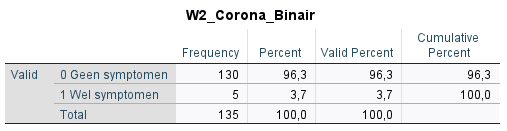 W2_Corona_Binair
Frequency Percent Valid Percent Cumulative Percent
Valid 0 Geen symptomen 130 96,3 96,3 96,3
1 Wel symptomen 5 3,7 3,7 100,0
Total 135 100,0 100,0